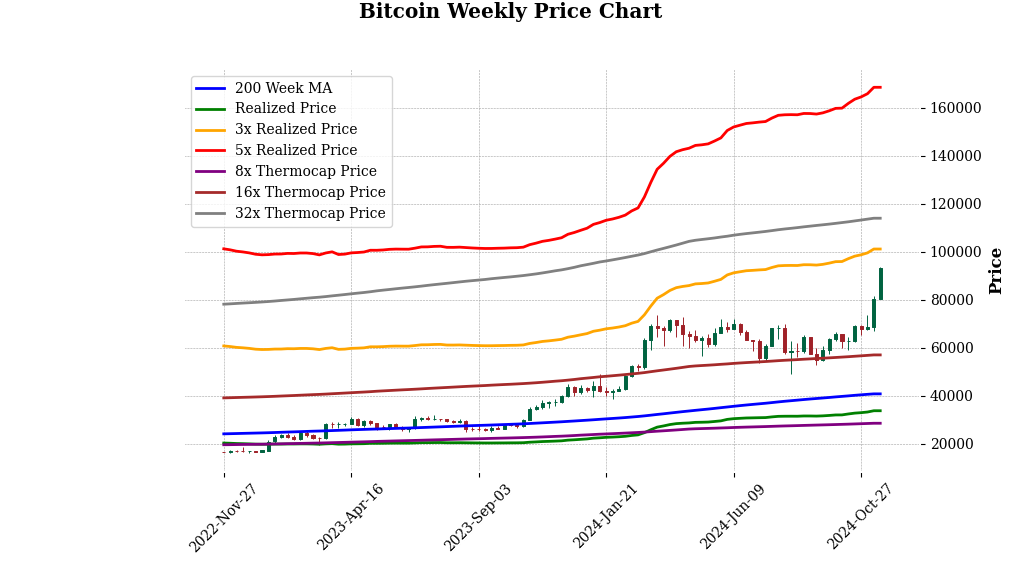 Bitcoin Weekly Price Chart
200 Week MA
Realized Price
3x Realized Price
5x Realized Price
8x Thermocap Price
16x Thermocap Price
32x Thermocap Price
160000
140000
120000
100000
80000
60000
40000
20000
Price
2022-Nov-27
2023-Apr-16
2023-Sep-03
2024-Jan-21
2024-Jun-09
2024-Oct-27